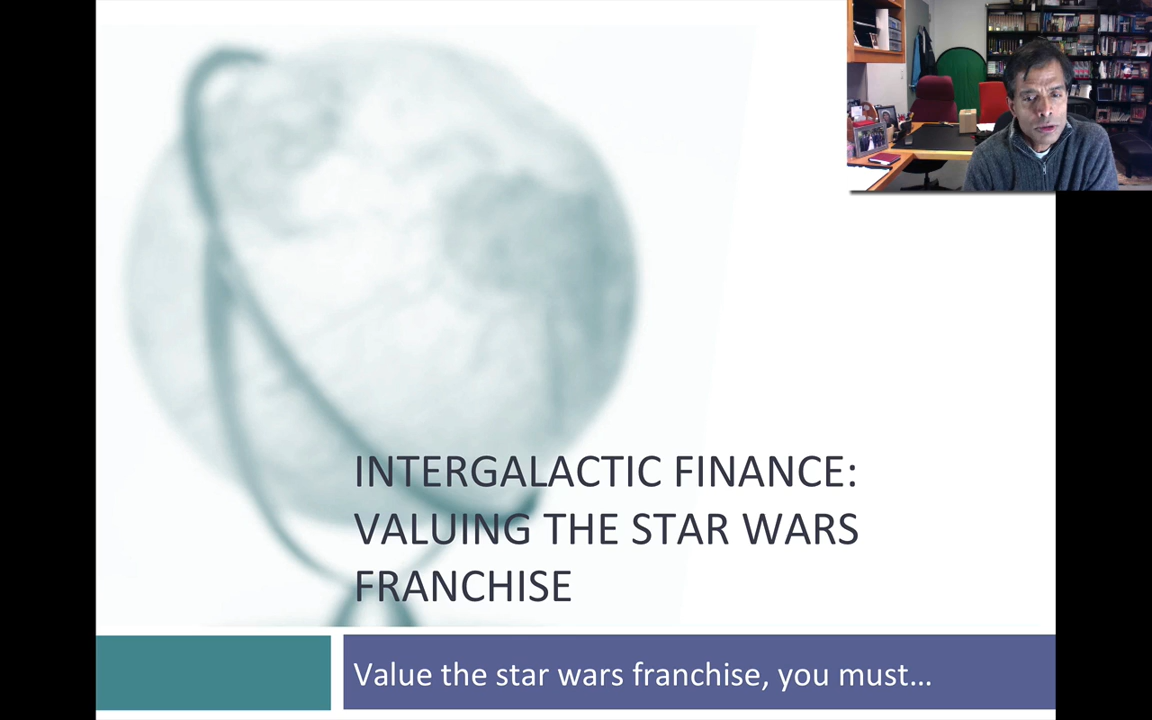 INTERGALACTIC FINANCE:
VALUING THE STAR WARS
FRANCHISE
Value the star wars franchise, you must…